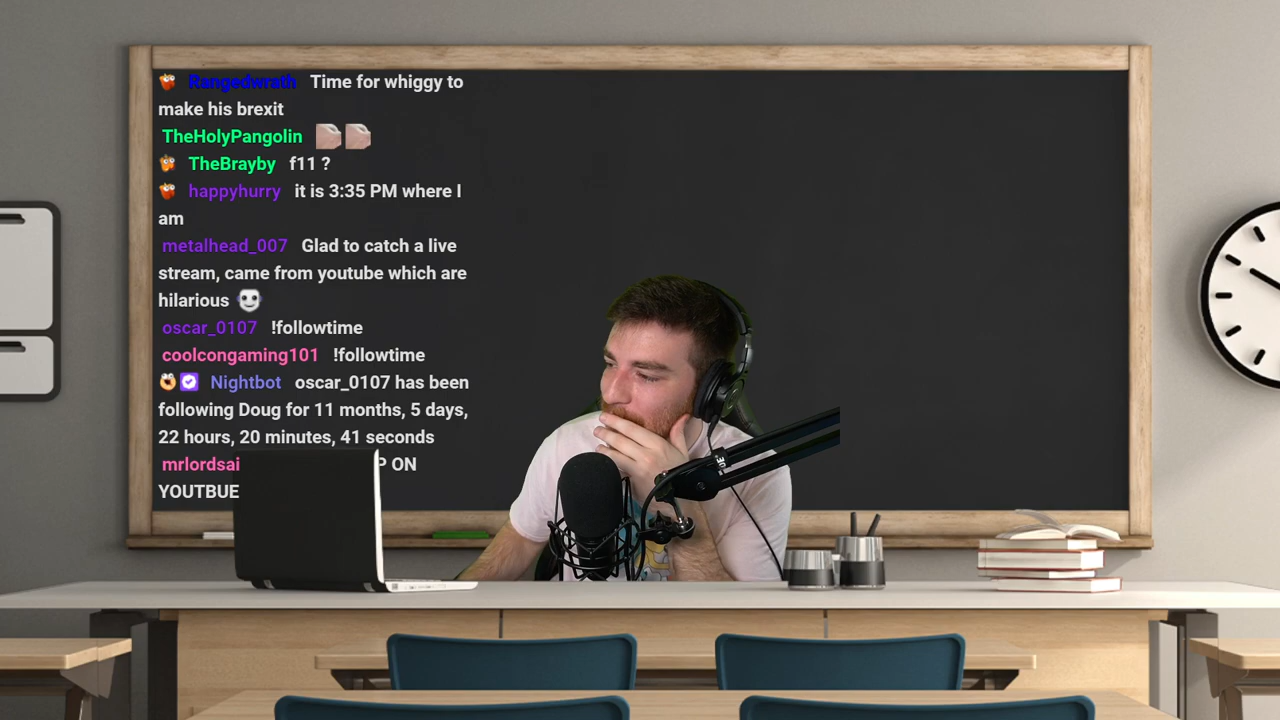 Rangedwrath Time for whiggy to
make his brexit
TheHolyPangolin
TheBrayby f11 ?
happyhurry it is 3:35 PM where I
am
metalhead_007 Glad to catch a live
stream, came from youtube which are
hilarious
oscar_0107 !followtime
coolcongaming101 !followtime
Nightbot oscar_0107 has been
following Doug for 11 months, 5 days,
22 hours, 20 minutes, 41 seconds
mrlordsai ON
YOUTBUE